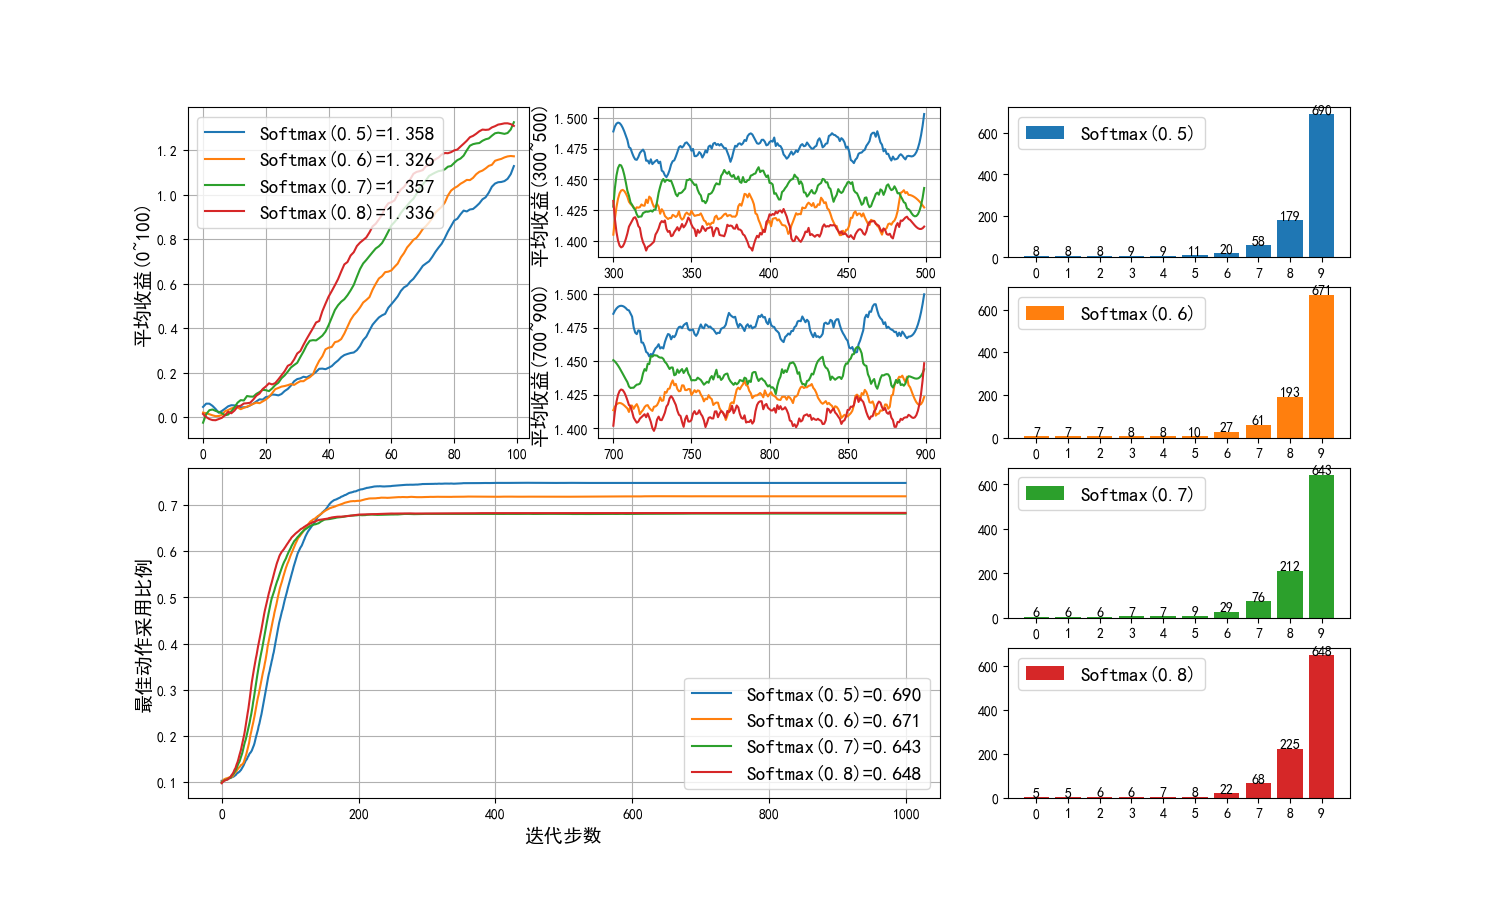 平均收益(0~100)
1.2
1.0
0.8
0.6
0.4
0.2
0.0
Softmax(0.5)=1.358
Softmax(0.6)=1.326
Softmax(0.7)=1.357
Softmax(0.8)=1.336
0 20 40 60 80 100
平均收益(300~500)
1.500
1.475
1.450
1.425
1.400
300 350 400 450 500
平均收益(700~900)
1.500
1.475
1.450
1.425
1.400
700 750 800 850 900
最佳动作采用比例
0.7
0.6
0.5
0.4
0.3
0.2
0.1
Softmax(0.5)=0.690
Softmax(0.6)=0.671
Softmax(0.7)=0.643
Softmax(0.8)=0.648
0 200 400 600 800 1000
迭代步数
Softmax(0.5)
600
400
200
0
8 8 8 9 9 11 20 58 179 690
0 1 2 3 4 5 6 7 8 9
Softmax(0.6)
600
400
200
0
7 7 7 8 8 10 27 61 193 671
0 1 2 3 4 5 6 7 8 9
Softmax(0.7)
600
400
200
0
6 6 6 7 7 9 29 76 212 643
0 1 2 3 4 5 6 7 8 9
Softmax(0.8)
600
400
200
0
5 5 6 6 7 8 22 68 225 648
0 1 2 3 4 5 6 7 8 9